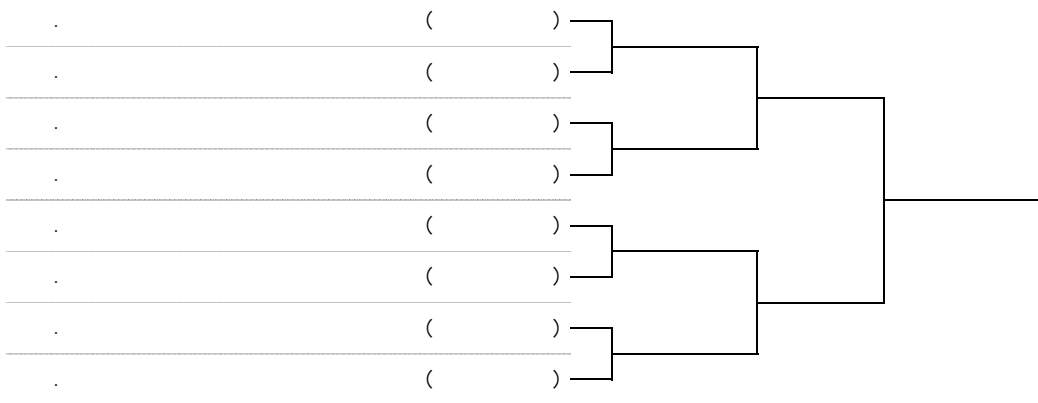 . ( )
. ( )
. ( )
. ( )
. ( )
. ( )
. ( )
. ( )